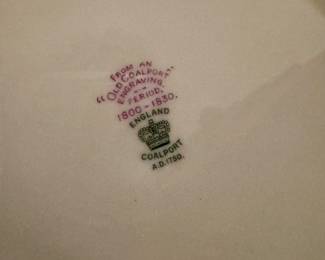 FROM AN
"OLD COALPORT"
ENGRAVING
PERIOD,
1800-1830.
ENGLAND
COALPORT
A.D. 1750.